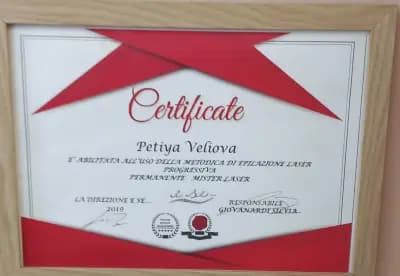 Certificate
Petiya Veliova
E' ABILITATA ALL'USO DELLA METODICA DI EPILAZIONE LASER
PROGRESSIVA
PERMANENTE MISTER LASER
LA DIREZIONE E SE...
2019
RESPONSABILE
GIOVANARDI SILVIA